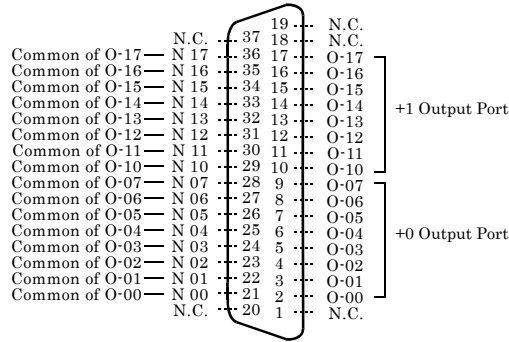 19 N.C.
N.C. 37 18 N.C.
Common of O-17 N 17 36 17 O-17
Common of O-16 N 16 35 16 O-16
Common of O-15 N 15 34 15 O-15
Common of O-14 N 14 33 14 O-14
Common of O-13 N 13 32 13 O-13
Common of O-12 N 12 31 12 O-12
Common of O-11 N 11 30 11 O-11
Common of O-10 N 10 29 10 O-10
+1 Output Port
Common of O-07 N 07 28 9 O-07
Common of O-06 N 06 27 8 O-06
Common of O-05 N 05 26 7 O-05
Common of O-04 N 04 25 6 O-04
Common of O-03 N 03 24 5 O-03
Common of O-02 N 02 23 4 O-02
Common of O-01 N 01 22 3 O-01
Common of O-00 N 00 21 2 O-00
+0 Output Port
N.C. 20 1 N.C.